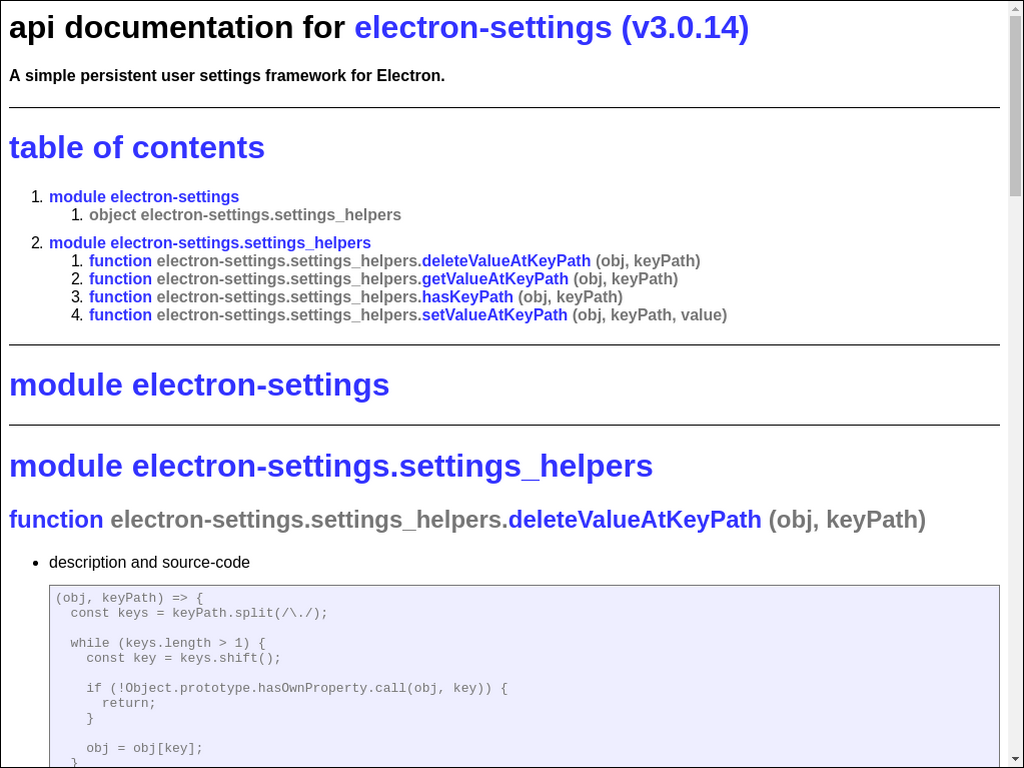 api documentation for electron-settings (v3.0.14)
A simple persistent user settings framework for Electron.
table of contents
1. module electron-settings
1. object electron-settings.settings_helpers
2. module electron-settings.settings_helpers
1. function electron-settings.settings_helpers.deleteValueAtKeyPath (obj, keyPath)
2. function electron-settings.settings_helpers.getValueAtKeyPath (obj, keyPath)
3. function electron-settings.settings_helpers.hasKeyPath (obj, keyPath)
4. function electron-settings.settings_helpers.setValueAtKeyPath (obj, keyPath, value)
module electron-settings
module electron-settings.settings_helpers
function electron-settings.settings_helpers.deleteValueAtKeyPath (obj, keyPath)
• description and source-code
(obj, keyPath) => {
  const keys = keyPath.split(/\./);
  while (keys.length > 1) {
    const key = keys.shift();
    if (!Object.prototype.hasOwnProperty.call(obj, key)) {
      return;
    }
    obj = obj[key];
  }